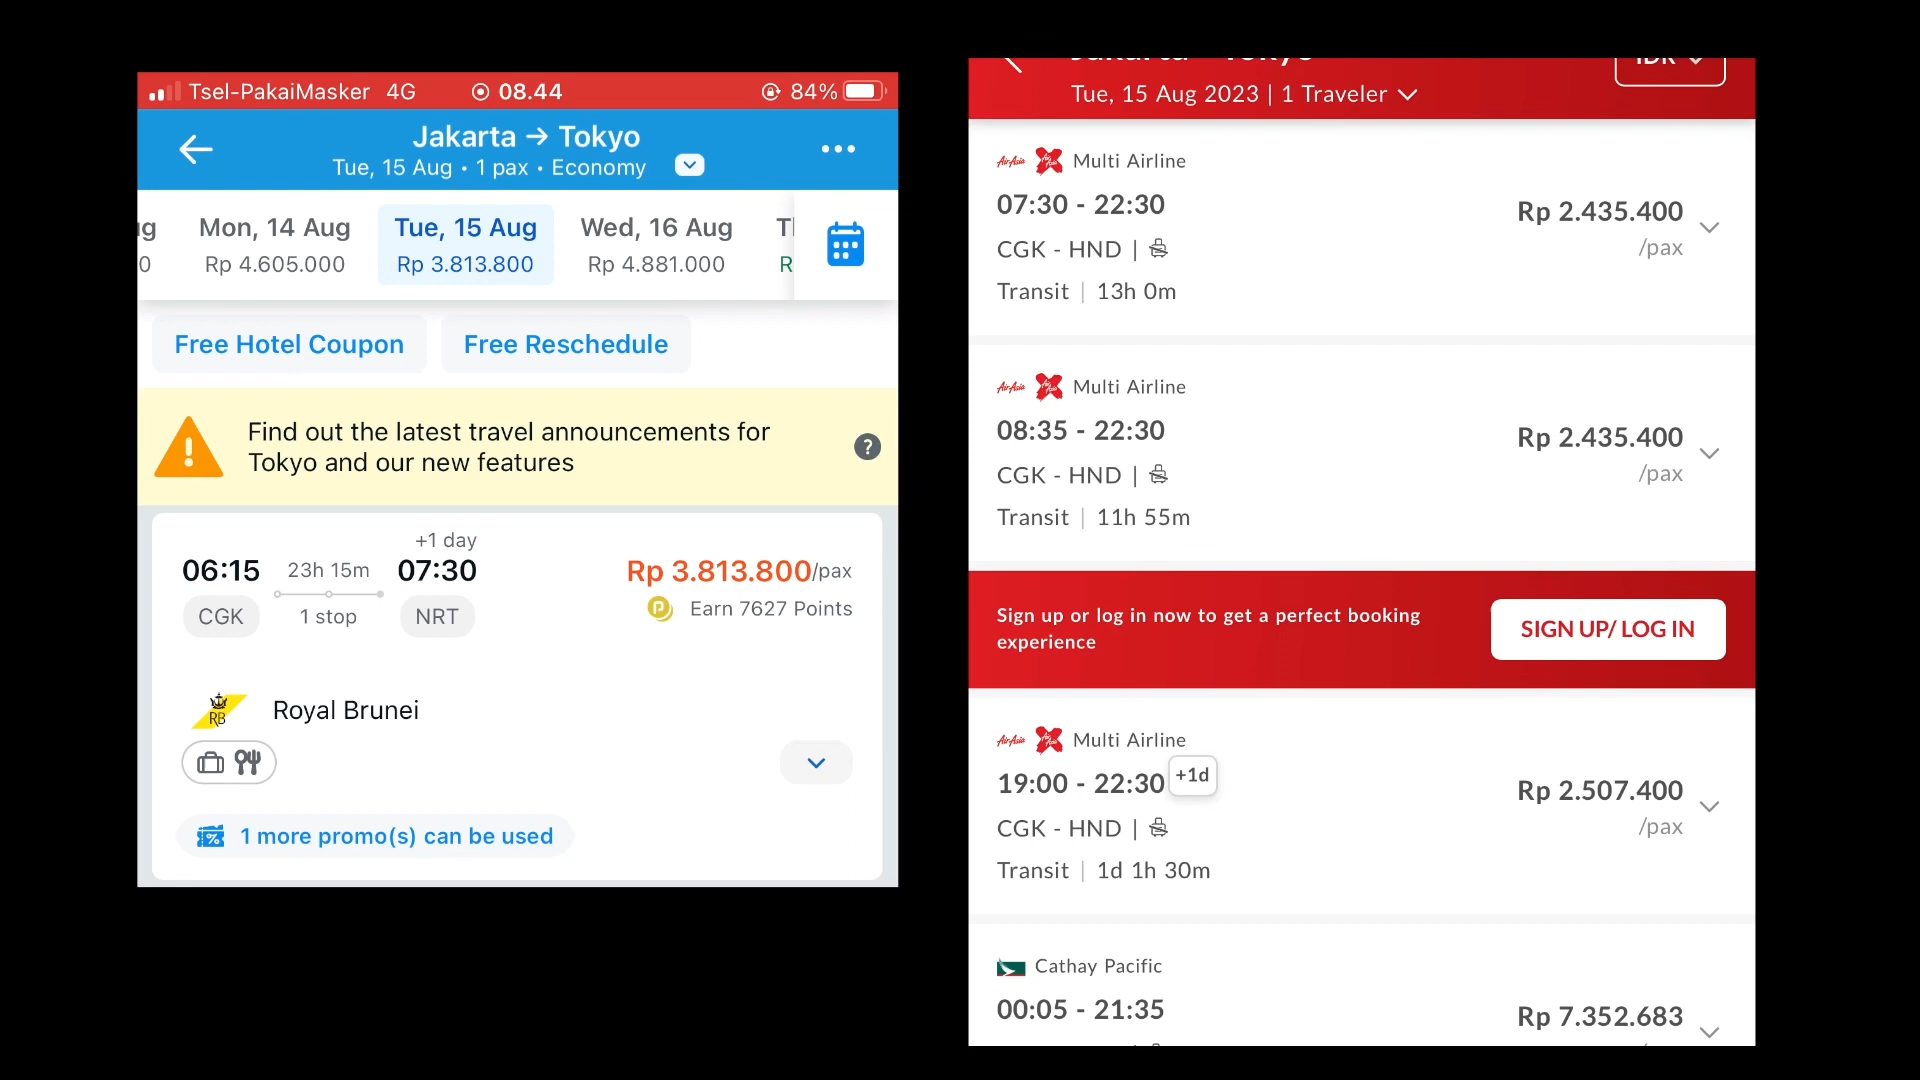 Tsel-PakaiMasker 4G 08.44 84%
Jakarta → Tokyo
Tue, 15 Aug • 1 pax • Economy
Mon, 14 Aug
Rp 4.605.000
Tue, 15 Aug
Rp 3.813.800
Wed, 16 Aug
Rp 4.881.000
Free Hotel Coupon
Free Reschedule
Find out the latest travel announcements for
Tokyo and our new features
?
+1 day
06:15 23h 15m 07:30
CGK 1 stop NRT
Rp 3.813.800/pax
P Earn 7627 Points
RB Royal Brunei
1 more promo(s) can be used
Tue, 15 Aug 2023 | 1 Traveler
AirAsia AirAsia X Multi Airline
07:30 - 22:30
CGK - HND |
Transit | 13h 0m
Rp 2.435.400
/pax
AirAsia AirAsia X Multi Airline
08:35 - 22:30
CGK - HND |
Transit | 11h 55m
Rp 2.435.400
/pax
Sign up or log in now to get a perfect booking
experience
SIGN UP/ LOG IN
AirAsia AirAsia X Multi Airline
19:00 - 22:30 +1d
CGK - HND |
Transit | 1d 1h 30m
Rp 2.507.400
/pax
Cathay Pacific
00:05 - 21:35
Rp 7.352.683